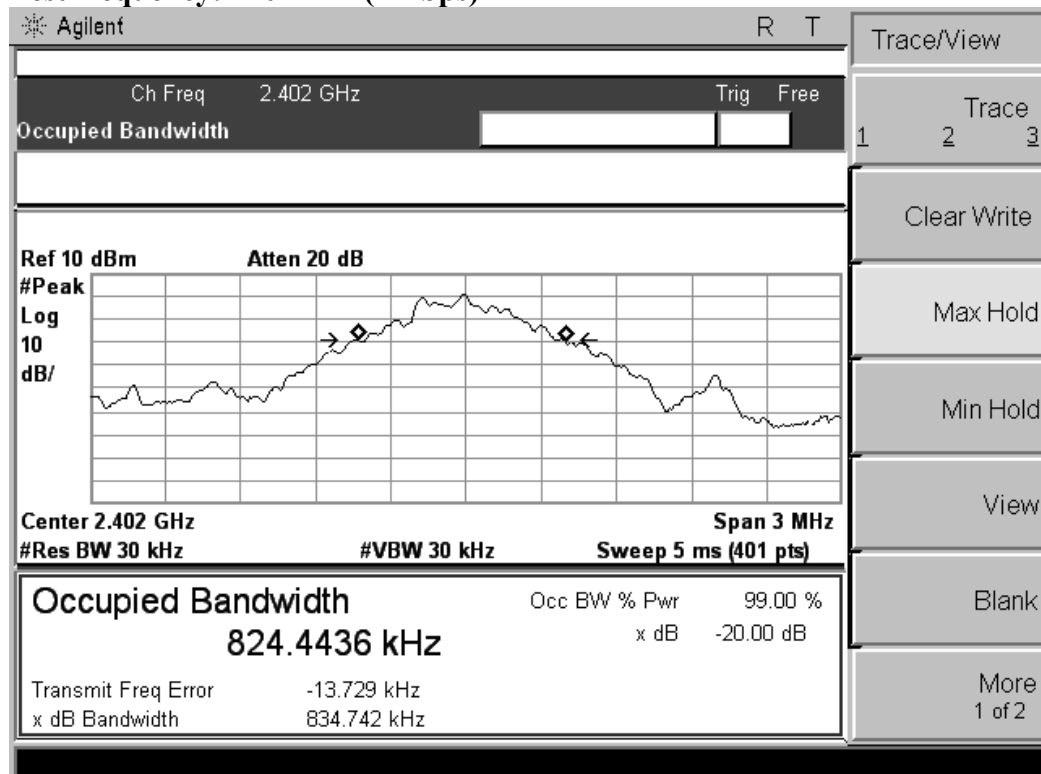 Agilent R T
Trace/View
Ch Freq 2.402 GHz Trig Free
Occupied Bandwidth
Trace
1 2 3
Clear Write
Ref 10 dBm Atten 20 dB
#Peak
Log
10
dB/
Max Hold
Min Hold
View
Center 2.402 GHz Span 3 MHz
#Res BW 30 kHz #VBW 30 kHz Sweep 5 ms (401 pts)
Occupied Bandwidth
824.4436 kHz
Occ BW % Pwr 99.00 %
x dB -20.00 dB
Transmit Freq Error -13.729 kHz
x dB Bandwidth 834.742 kHz
Blank
More
1 of 2